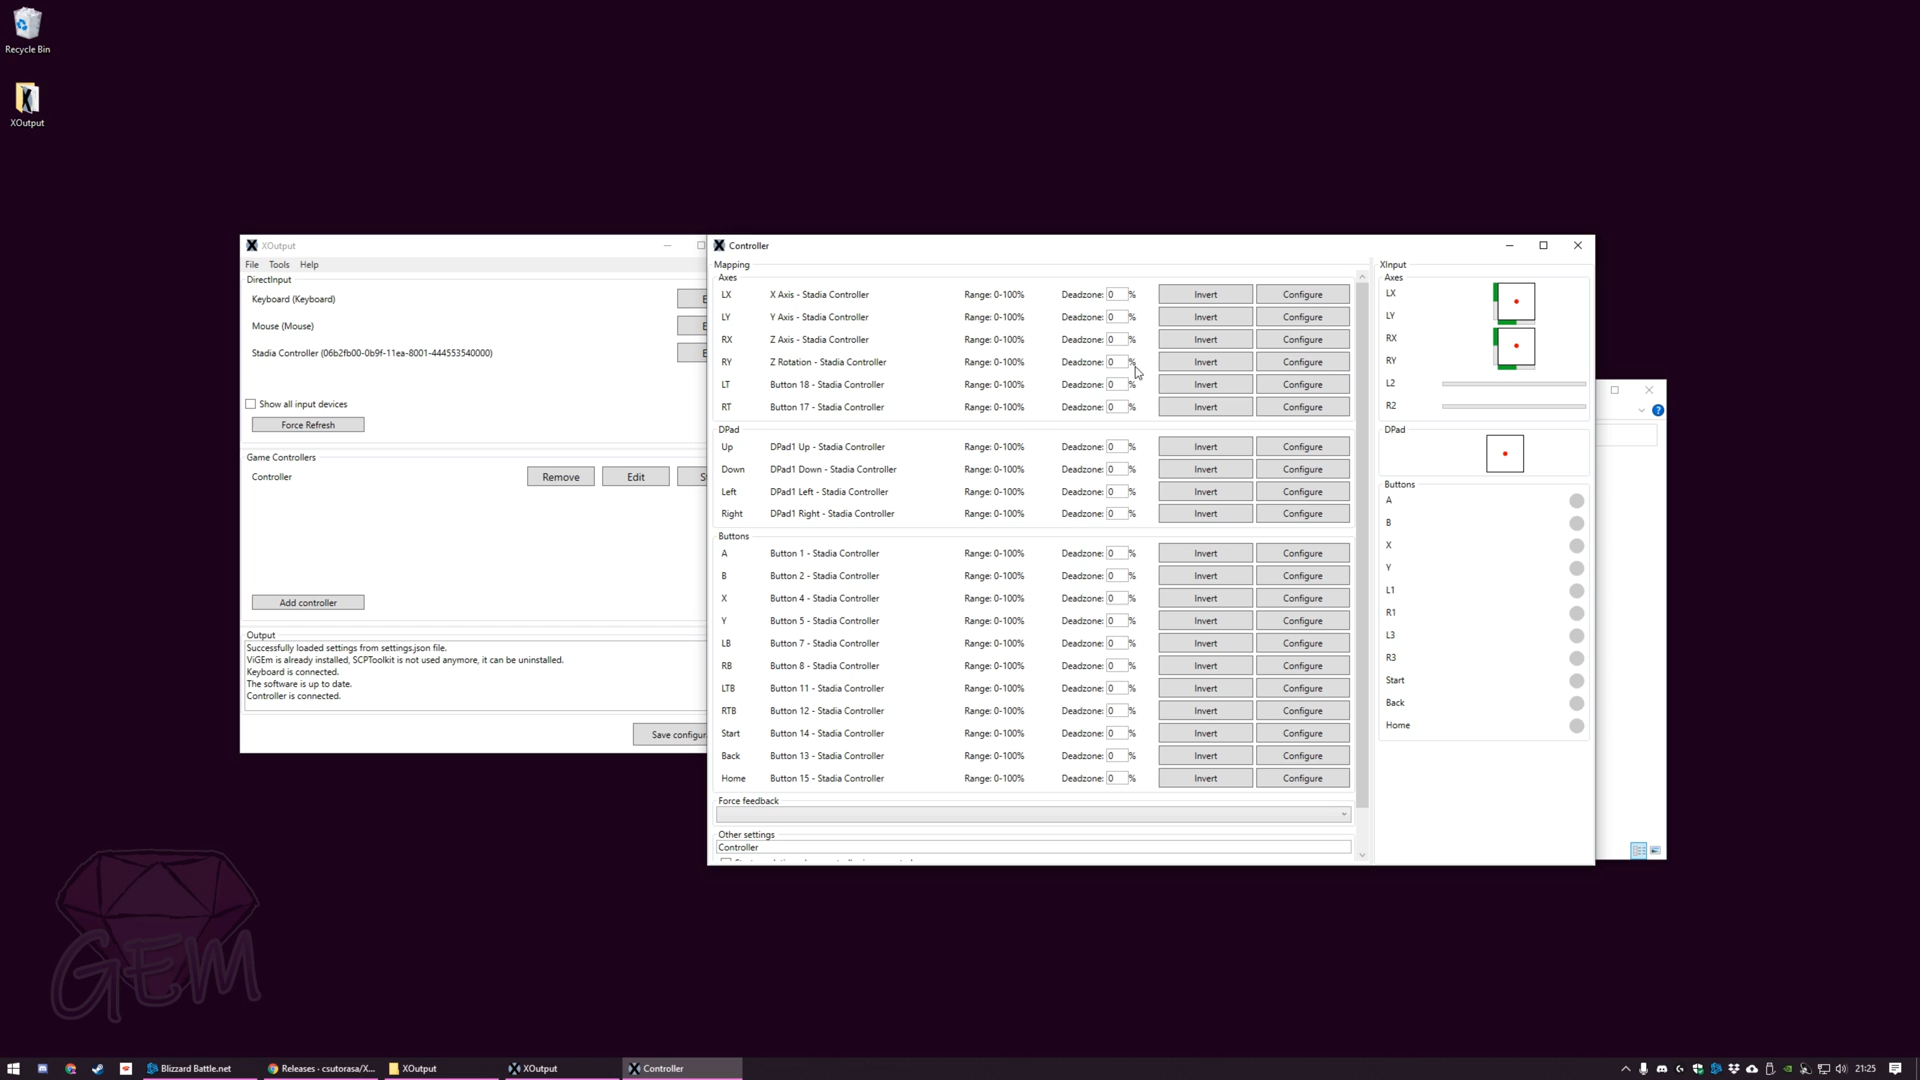 Recycle Bin
XOutput
XOutput
File Tools Help
DirectInput
Keyboard (Keyboard)
Mouse (Mouse)
Stadia Controller (06b2fb00-0b9f-11ea-8001-444553540000)
Show all input devices
Force Refresh
Game Controllers
Controller Remove Edit
Add controller
Output
Successfully loaded settings from settings.json file.
ViGEm is already installed, SCPToolkit is not used anymore, it can be uninstalled.
Keyboard is connected.
The software is up to date.
Controller is connected.
Save configur
Controller
Mapping
Axes
LX X Axis - Stadia Controller Range: 0-100% Deadzone: 0 % Invert Configure
LY Y Axis - Stadia Controller Range: 0-100% Deadzone: 0 % Invert Configure
RX Z Axis - Stadia Controller Range: 0-100% Deadzone: 0 % Invert Configure
RY Z Rotation - Stadia Controller Range: 0-100% Deadzone: 0 % Invert Configure
LT Button 18 - Stadia Controller Range: 0-100% Deadzone: 0 % Invert Configure
RT Button 17 - Stadia Controller Range: 0-100% Deadzone: 0 % Invert Configure
DPad
Up DPad1 Up - Stadia Controller Range: 0-100% Deadzone: 0 % Invert Configure
Down DPad1 Down - Stadia Controller Range: 0-100% Deadzone: 0 % Invert Configure
Left DPad1 Left - Stadia Controller Range: 0-100% Deadzone: 0 % Invert Configure
Right DPad1 Right - Stadia Controller Range: 0-100% Deadzone: 0 % Invert Configure
Buttons
A Button 1 - Stadia Controller Range: 0-100% Deadzone: 0 % Invert Configure
B Button 2 - Stadia Controller Range: 0-100% Deadzone: 0 % Invert Configure
X Button 4 - Stadia Controller Range: 0-100% Deadzone: 0 % Invert Configure
Y Button 5 - Stadia Controller Range: 0-100% Deadzone: 0 % Invert Configure
LB Button 7 - Stadia Controller Range: 0-100% Deadzone: 0 % Invert Configure
RB Button 8 - Stadia Controller Range: 0-100% Deadzone: 0 % Invert Configure
LTB Button 11 - Stadia Controller Range: 0-100% Deadzone: 0 % Invert Configure
RTB Button 12 - Stadia Controller Range: 0-100% Deadzone: 0 % Invert Configure
Start Button 14 - Stadia Controller Range: 0-100% Deadzone: 0 % Invert Configure
Back Button 13 - Stadia Controller Range: 0-100% Deadzone: 0 % Invert Configure
Home Button 15 - Stadia Controller Range: 0-100% Deadzone: 0 % Invert Configure
Force feedback
Other settings
Controller
XInput
Axes
LX
LY
RX
RY
L2
R2
DPad
Buttons
A
B
X
Y
L1
R1
L3
R3
Start
Back
Home
GEM
Blizzard Battle.net Releases - csutorasa/X... XOutput XOutput Controller 21:25